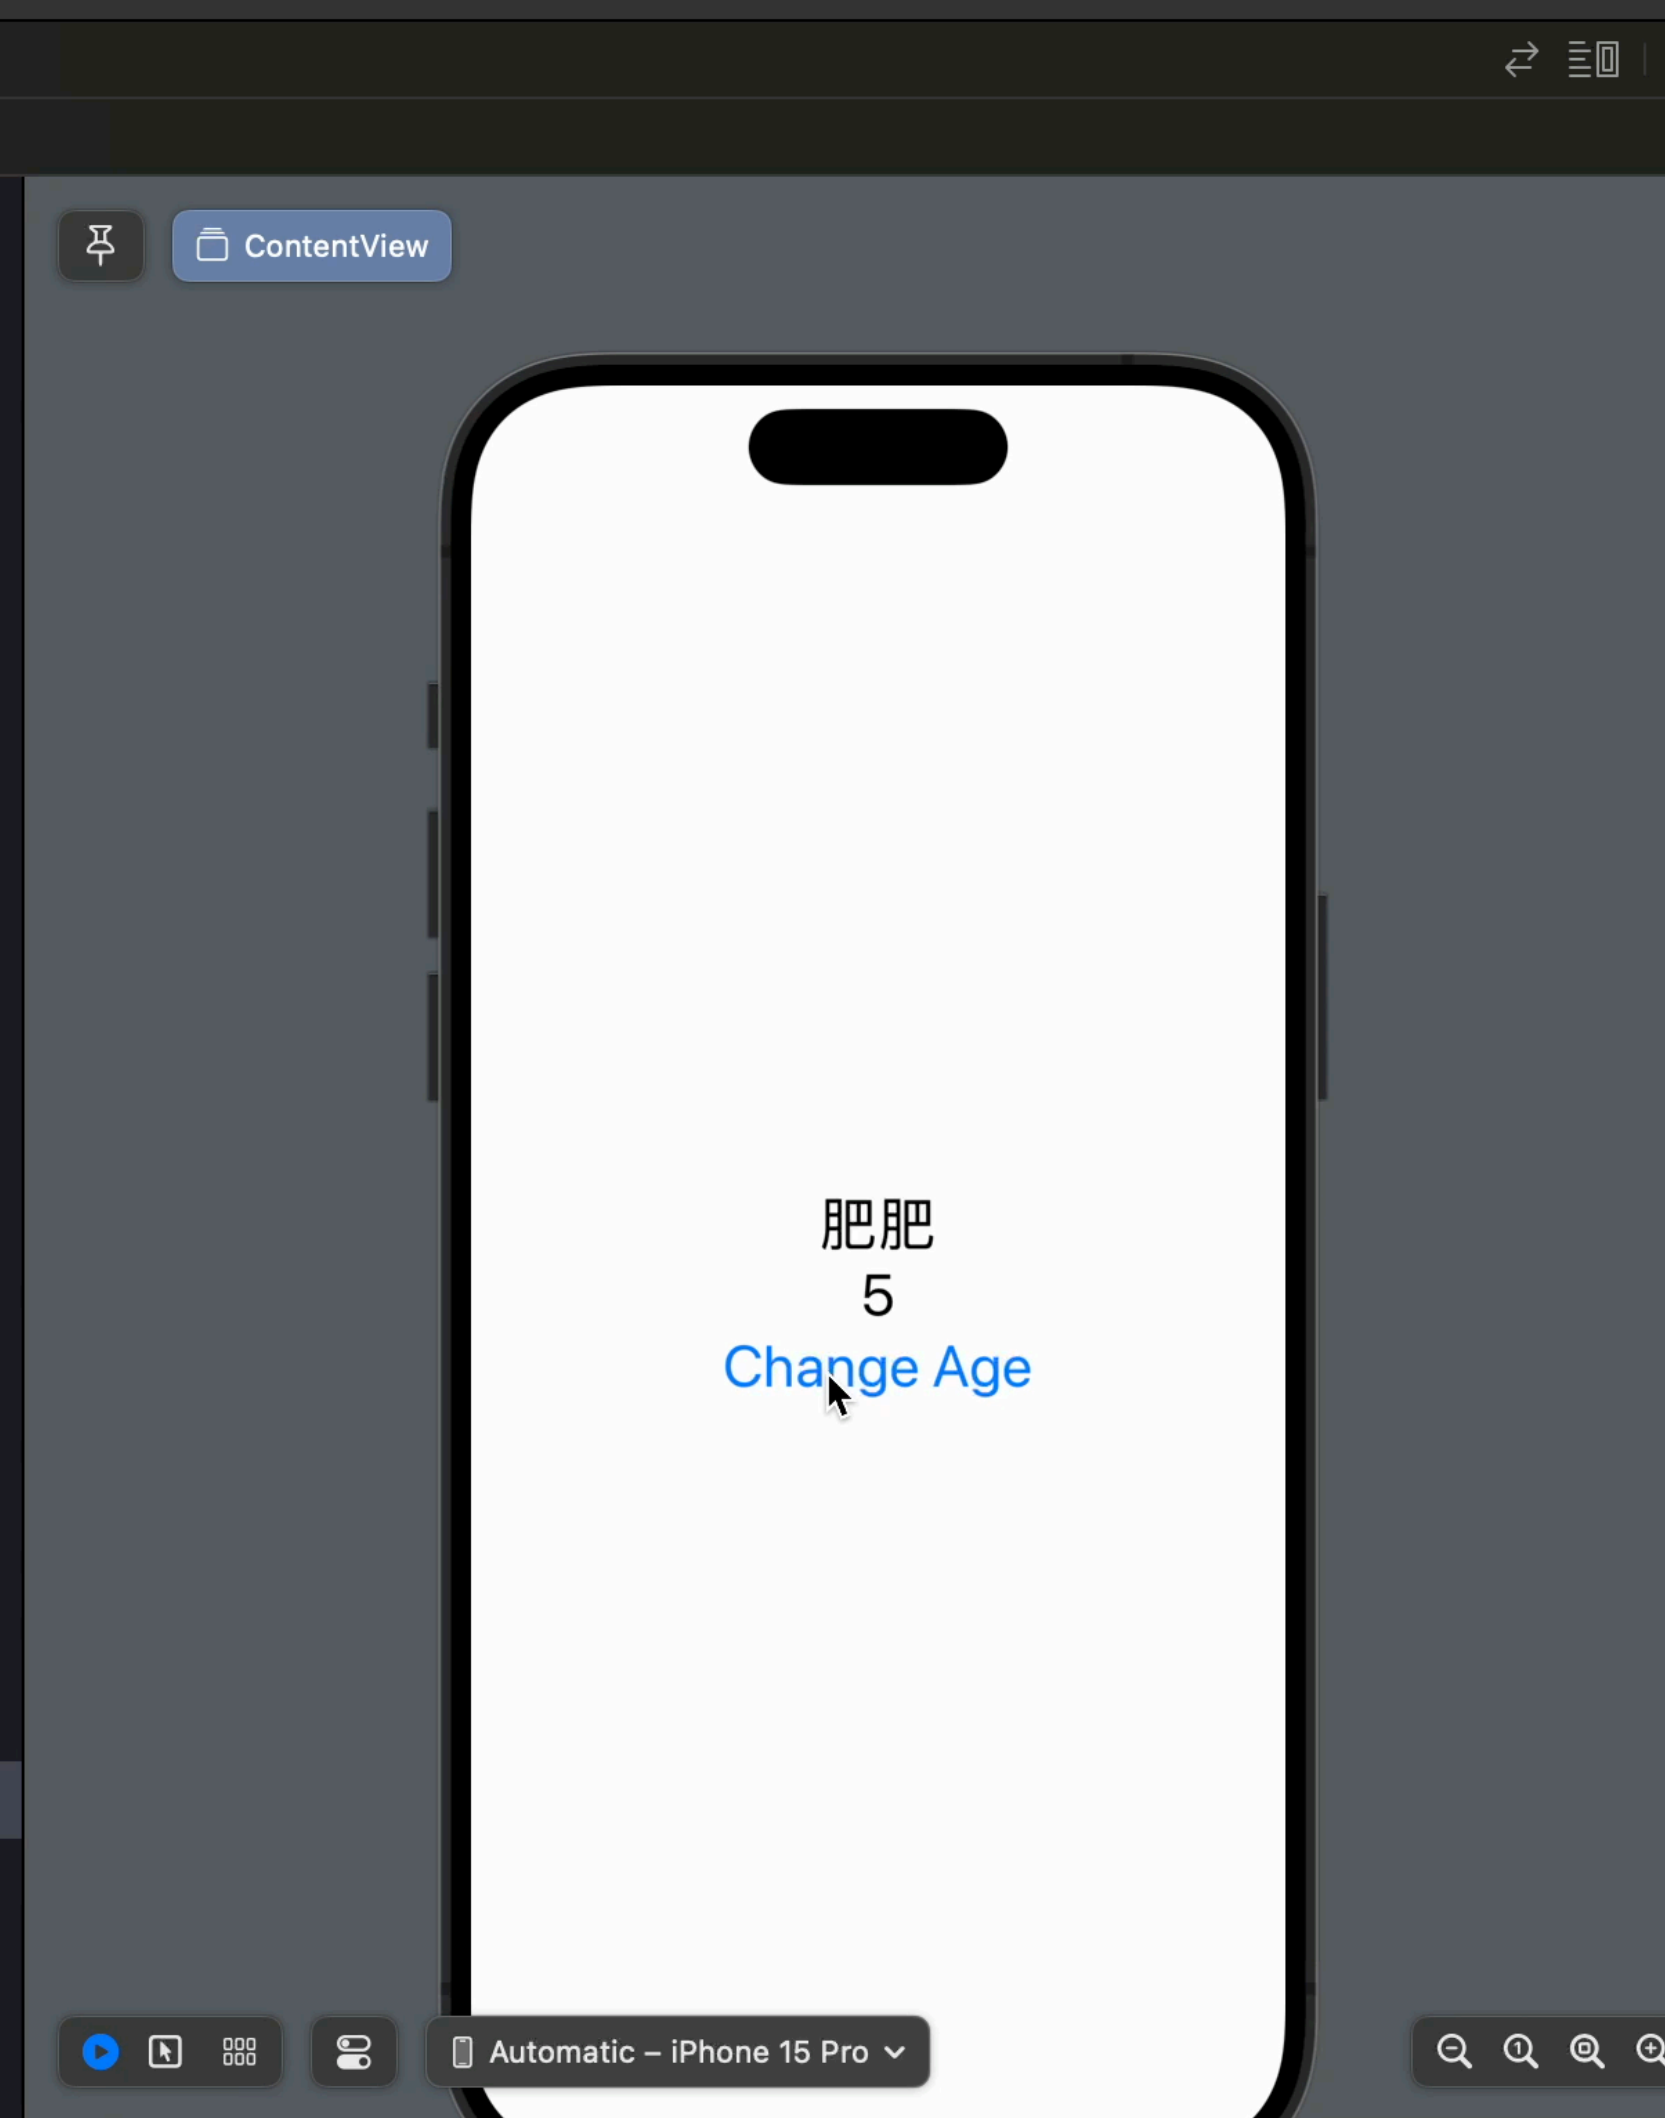 ContentView
肥肥
5
Change Age
Automatic – iPhone 15 Pro